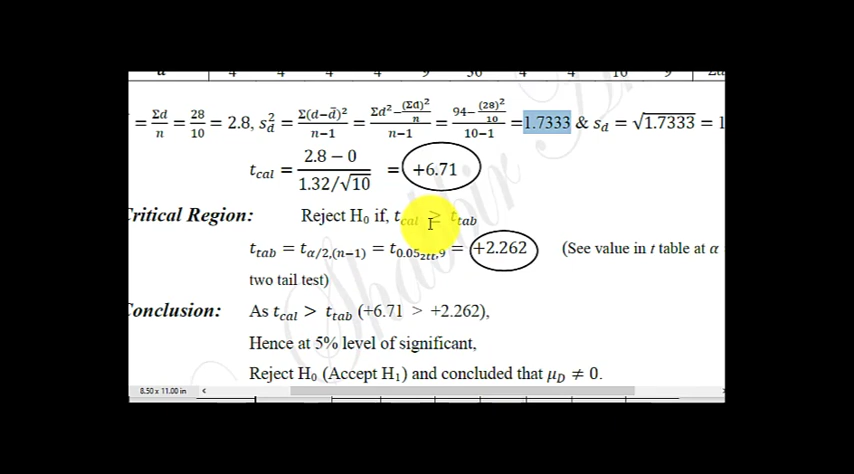 = Σd/n = 28/10 = 2.8, s_d^2 = Σ(d−d̄)²/(n−1) = (Σd²−(Σd)²/n)/(n−1) = (94−(28)²/10)/(10−1) = 1.7333 & s_d = √1.7333 = 1
t_cal = (2.8 − 0)/(1.32/√10) = +6.71
Critical Region: Reject H₀ if, t_cal ≥ t_tab
t_tab = t_α/2,(n−1) = t_0.05_2tt,9 = +2.262 (See value in t table at α
two tail test)
Conclusion: As t_cal > t_tab (+6.71 > +2.262),
Hence at 5% level of significant,
Reject H₀ (Accept H₁) and concluded that μ_D ≠ 0.
8.50 x 11.00 in